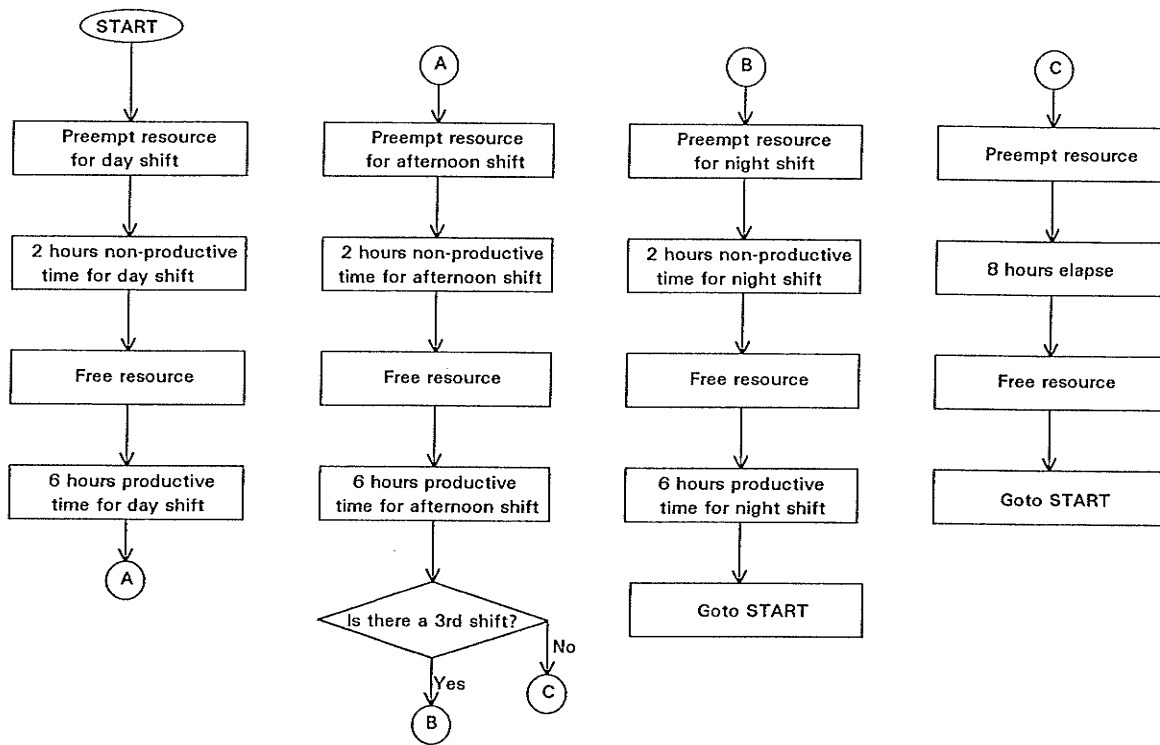 START
Preempt resource
for day shift
2 hours non-productive
time for day shift
Free resource
6 hours productive
time for day shift
A
A
Preempt resource
for afternoon shift
2 hours non-productive
time for afternoon shift
Free resource
6 hours productive
time for afternoon shift
Is there a 3rd shift?
No
C
Yes
B
B
Preempt resource
for night shift
2 hours non-productive
time for night shift
Free resource
6 hours productive
time for night shift
Goto START
C
Preempt resource
8 hours elapse
Free resource
Goto START